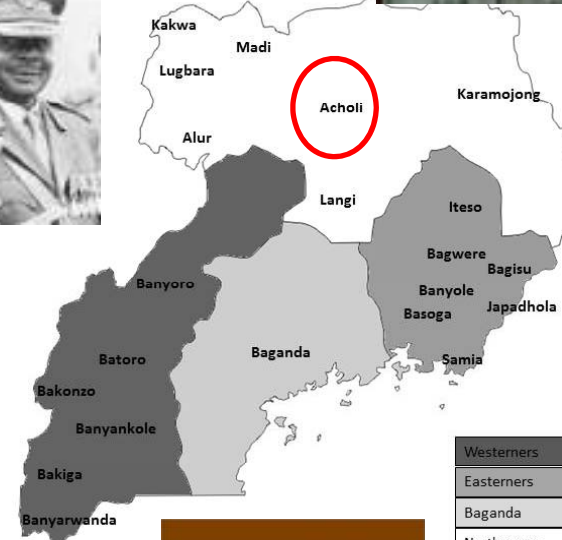 Kakwa
Madi
Lugbara
Karamojong
Acholi
Alur
Langi
Iteso
Bagwere
Bagisu
Banyoro
Banyole
Japadhola
Basoga
Baganda
Batoro
Samia
Bakonzo
Banyankole
Westerners
Bakiga
Easterners
Baganda
Banyarwanda